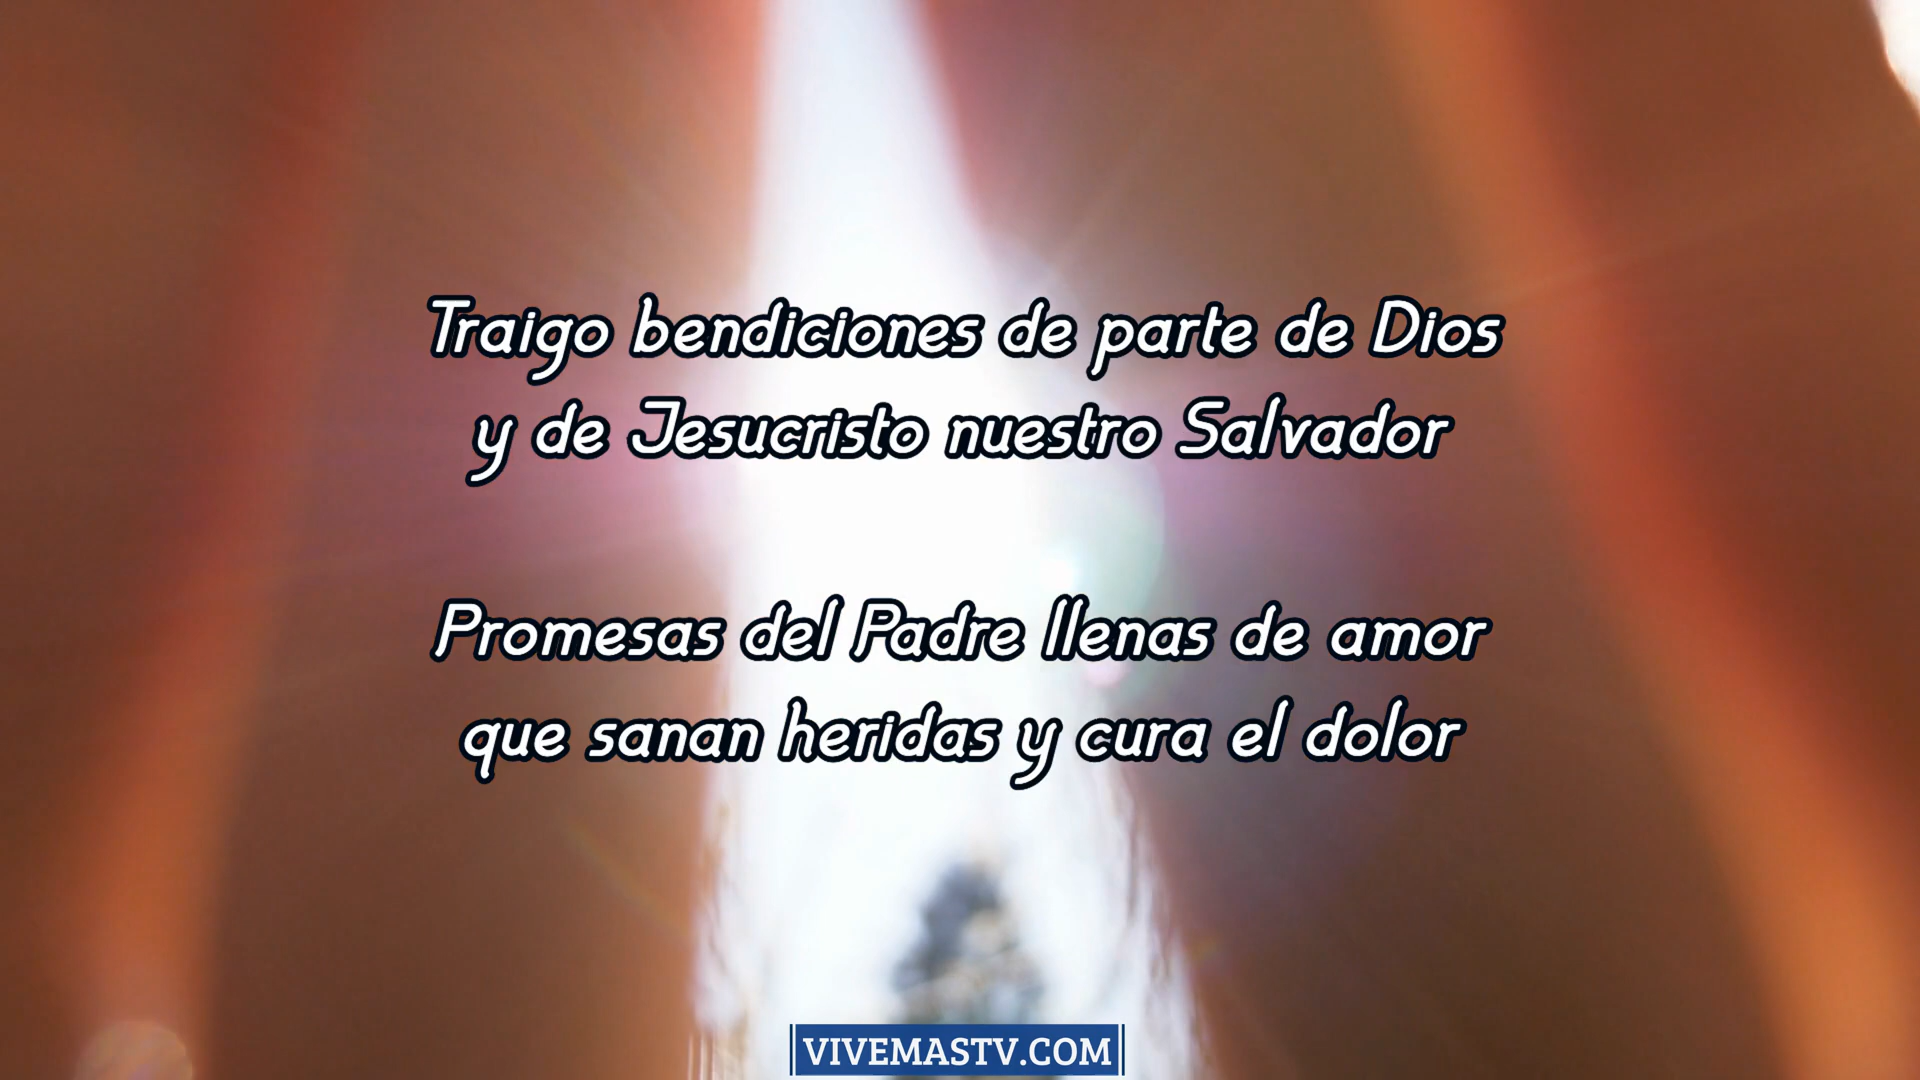 Traigo bendiciones de parte de Dios
y de Jesucristo nuestro Salvador
Promesas del Padre llenas de amor
que sanan heridas y cura el dolor
VIVEMASTV.COM